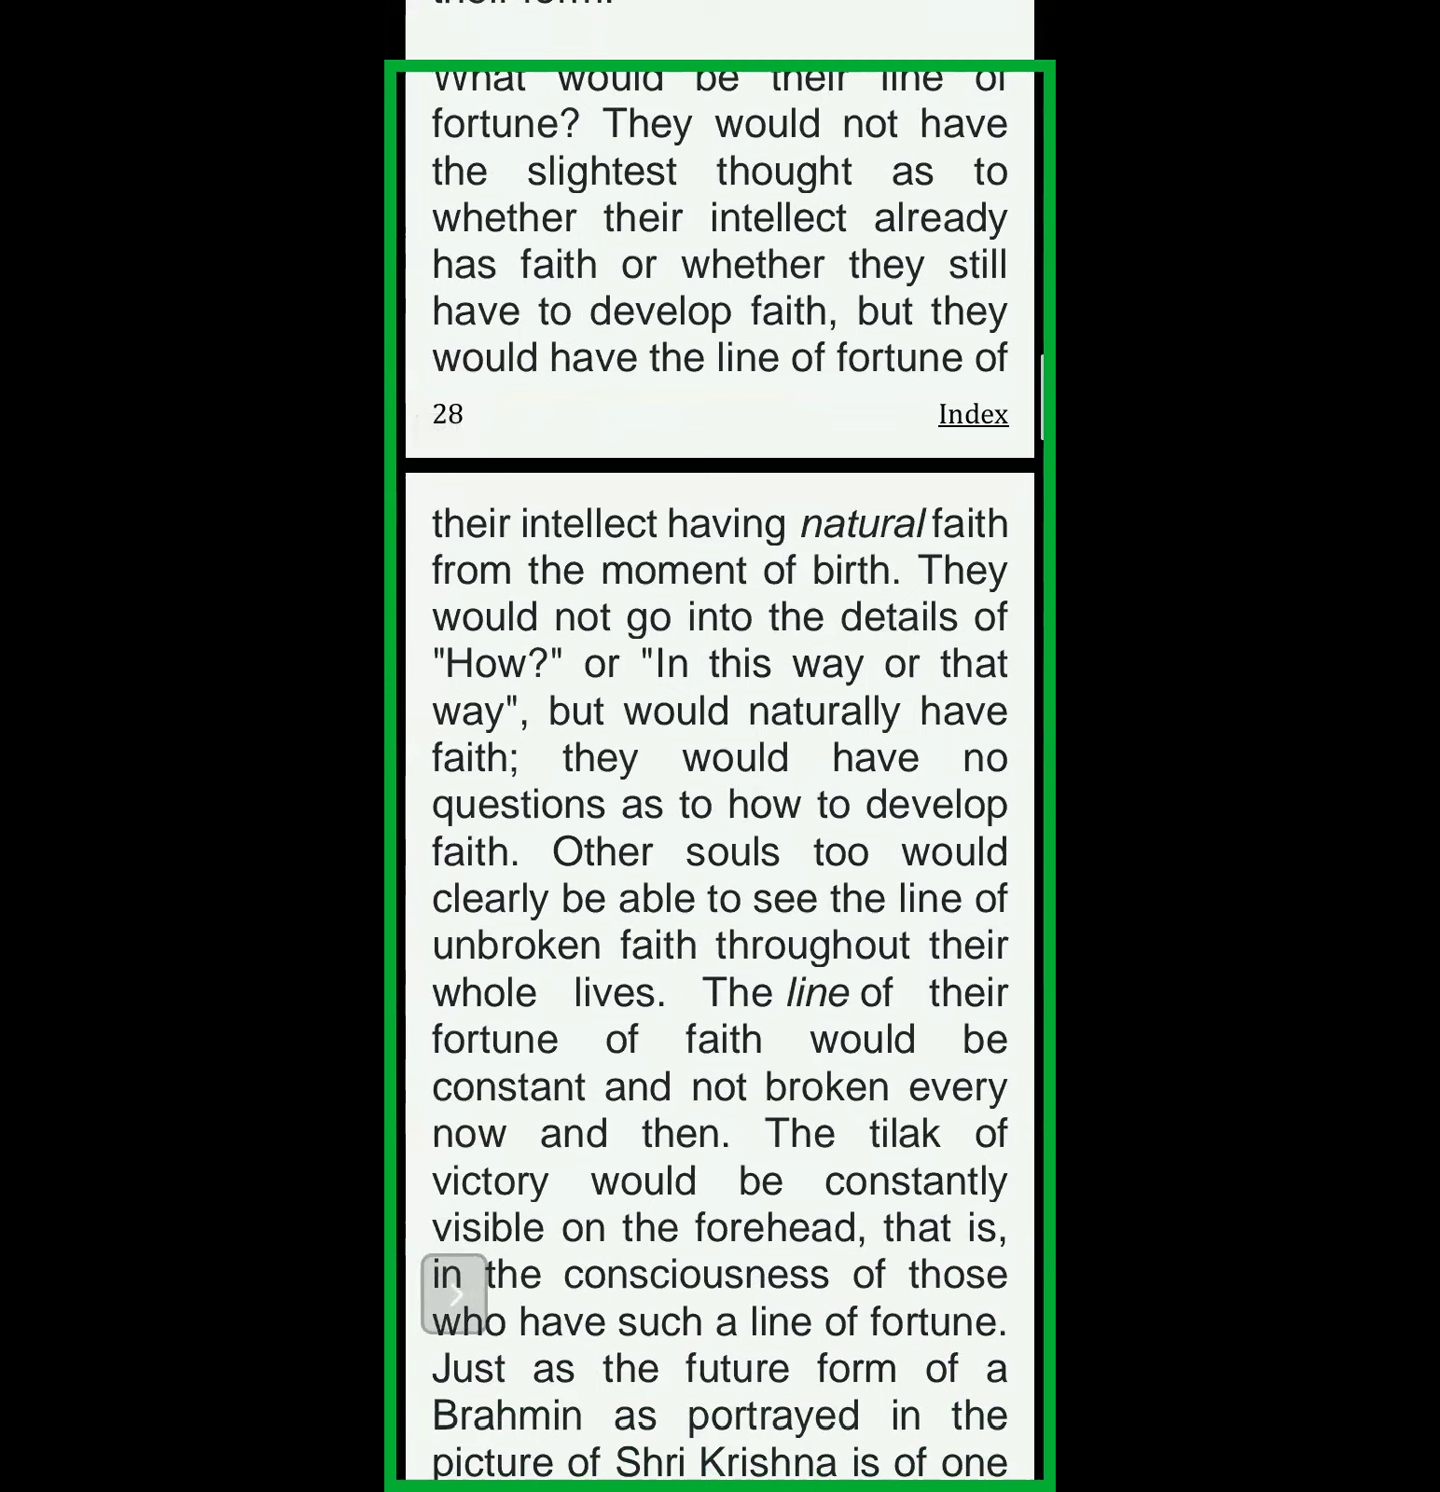 their form.
What would be their line of
fortune? They would not have
the slightest thought as to
whether their intellect already
has faith or whether they still
have to develop faith, but they
would have the line of fortune of
28 Index
their intellect having natural faith
from the moment of birth. They
would not go into the details of
"How?" or "In this way or that
way", but would naturally have
faith; they would have no
questions as to how to develop
faith. Other souls too would
clearly be able to see the line of
unbroken faith throughout their
whole lives. The line of their
fortune of faith would be
constant and not broken every
now and then. The tilak of
victory would be constantly
visible on the forehead, that is,
in the consciousness of those
who have such a line of fortune.
Just as the future form of a
Brahmin as portrayed in the
picture of Shri Krishna is of one